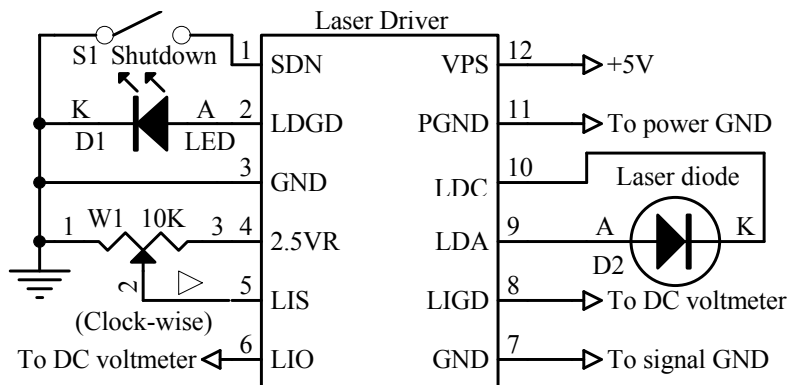 Laser Driver
S1 Shutdown
1 SDN VPS 12 +5V
K A 2 LDGD PGND 11 To power GND
D1 LED
3 GND LDC 10 Laser diode
1 W1 10K 3 4 2.5VR LDA 9 A K
D2
2 5 LIS LIGD 8 To DC voltmeter
(Clock-wise)
To DC voltmeter 6 LIO GND 7 To signal GND